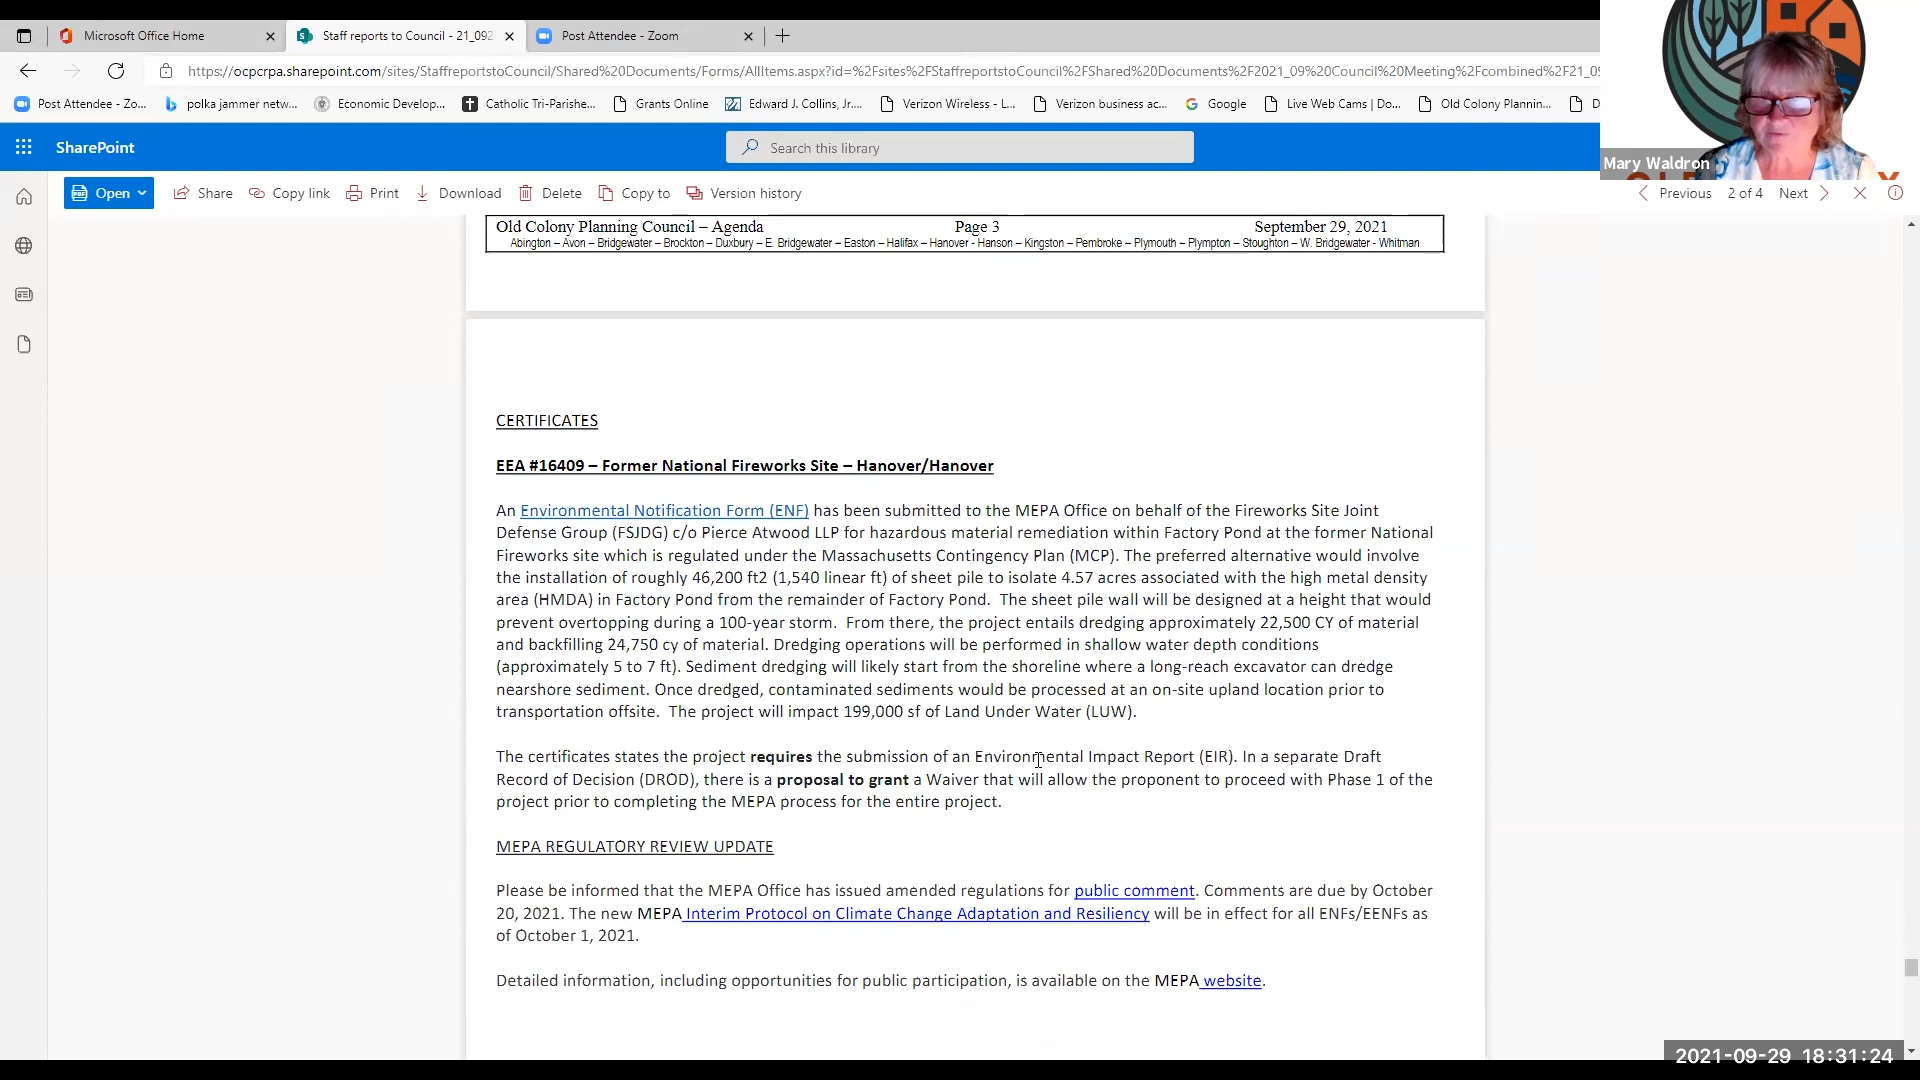 Microsoft Office Home
Staff reports to Council - 21_092
Post Attendee - Zoom
https://ocpcrpa.sharepoint.com/sites/StaffreportstoCouncil/Shared%20Documents/Forms/AllItems.aspx?id=%2Fsites%2FStaffreportstoCouncil%2FShared%20Documents%2F2021_09%20Council%20Meeting%2Fcombined%2F21_09
Post Attendee - Zo...
polka jammer netw...
Economic Develop...
Catholic Tri-Parishe...
Grants Online
Edward J. Collins, Jr....
Verizon Wireless - L...
Verizon business ac...
Google
Live Web Cams | Do...
Old Colony Plannin...
D
SharePoint
Search this library
Mary Waldron
Open
Share
Copy link
Print
Download
Delete
Copy to
Version history
Previous
2 of 4
Next
Old Colony Planning Council – Agenda Page 3 September 29, 2021
Abington – Avon – Bridgewater – Brockton – Duxbury – E. Bridgewater – Easton – Halifax – Hanover - Hanson – Kingston – Pembroke – Plymouth – Plympton – Stoughton – W. Bridgewater - Whitman
CERTIFICATES
EEA #16409 – Former National Fireworks Site – Hanover/Hanover
An Environmental Notification Form (ENF) has been submitted to the MEPA Office on behalf of the Fireworks Site Joint
Defense Group (FSJDG) c/o Pierce Atwood LLP for hazardous material remediation within Factory Pond at the former National
Fireworks site which is regulated under the Massachusetts Contingency Plan (MCP). The preferred alternative would involve
the installation of roughly 46,200 ft2 (1,540 linear ft) of sheet pile to isolate 4.57 acres associated with the high metal density
area (HMDA) in Factory Pond from the remainder of Factory Pond. The sheet pile wall will be designed at a height that would
prevent overtopping during a 100-year storm. From there, the project entails dredging approximately 22,500 CY of material
and backfilling 24,750 cy of material. Dredging operations will be performed in shallow water depth conditions
(approximately 5 to 7 ft). Sediment dredging will likely start from the shoreline where a long-reach excavator can dredge
nearshore sediment. Once dredged, contaminated sediments would be processed at an on-site upland location prior to
transportation offsite. The project will impact 199,000 sf of Land Under Water (LUW).
The certificates states the project requires the submission of an Environmental Impact Report (EIR). In a separate Draft
Record of Decision (DROD), there is a proposal to grant a Waiver that will allow the proponent to proceed with Phase 1 of the
project prior to completing the MEPA process for the entire project.
MEPA REGULATORY REVIEW UPDATE
Please be informed that the MEPA Office has issued amended regulations for public comment. Comments are due by October
20, 2021. The new MEPA Interim Protocol on Climate Change Adaptation and Resiliency will be in effect for all ENFs/EENFs as
of October 1, 2021.
Detailed information, including opportunities for public participation, is available on the MEPA website.
2021-09-29 18:31:24